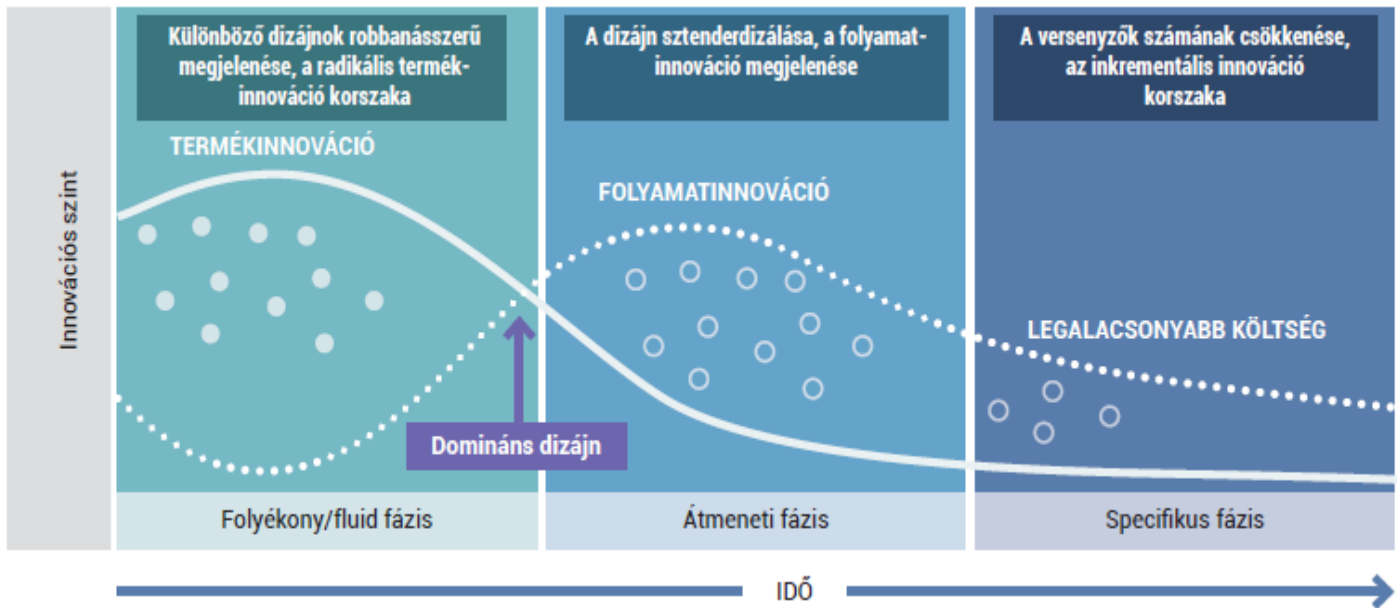 Különböző dizájnok robbanásszerű
megjelenése, a radikális termék-
innováció korszaka
A dizájn sztenderdizálása, a folyamat-
innováció megjelenése
A versenyzők számának csökkenése,
az inkrementális innováció
korszaka
Innovációs szint
TERMÉKINNOVÁCIÓ
FOLYAMATINNOVÁCIÓ
LEGALACSONYABB KÖLTSÉG
Domináns dizájn
Folyékony/fluid fázis
Átmeneti fázis
Specifikus fázis
IDŐ